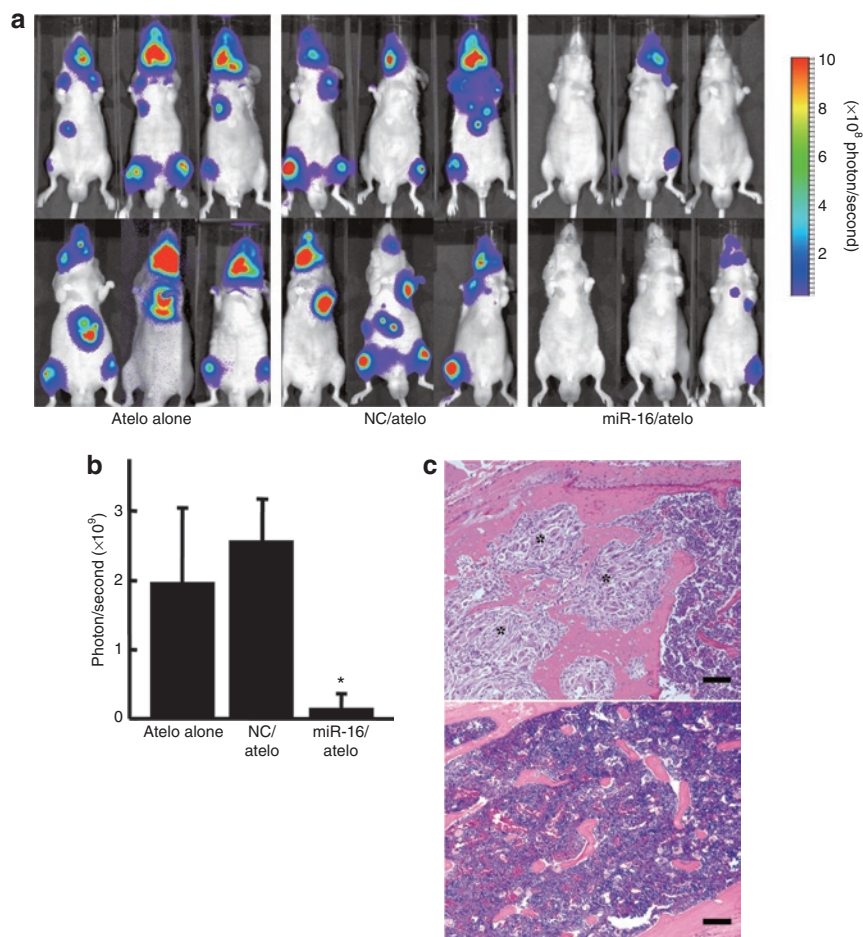 a
10
8
6
4
2
(×10⁸ photon/second)
Atelo alone
NC/atelo
miR-16/atelo
b
Photon/second (×10⁹)
3
2
1
0
*
Atelo alone
NC/
atelo
miR-16/
atelo
c
*
*
*